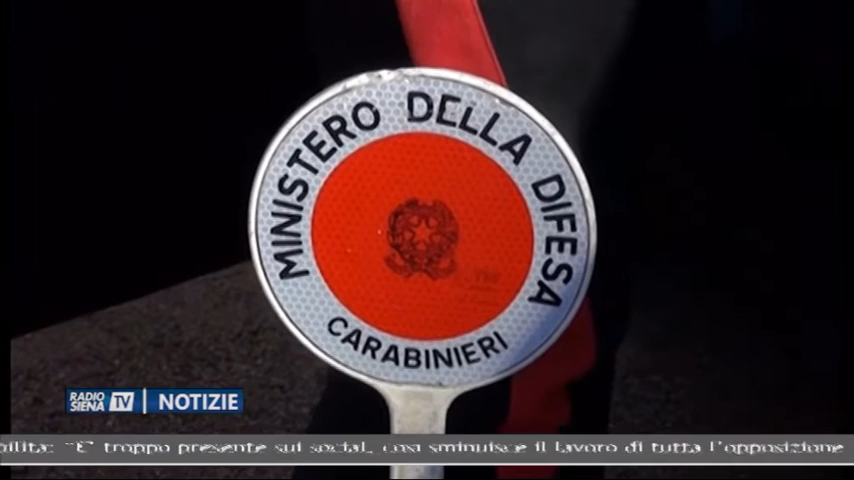 MINISTERO DELLA DIFESA
CARABINIERI
RADIO SIENA TV NOTIZIE
troppo presente sui social, così sminuisce il lavoro di tutta l'opposizione